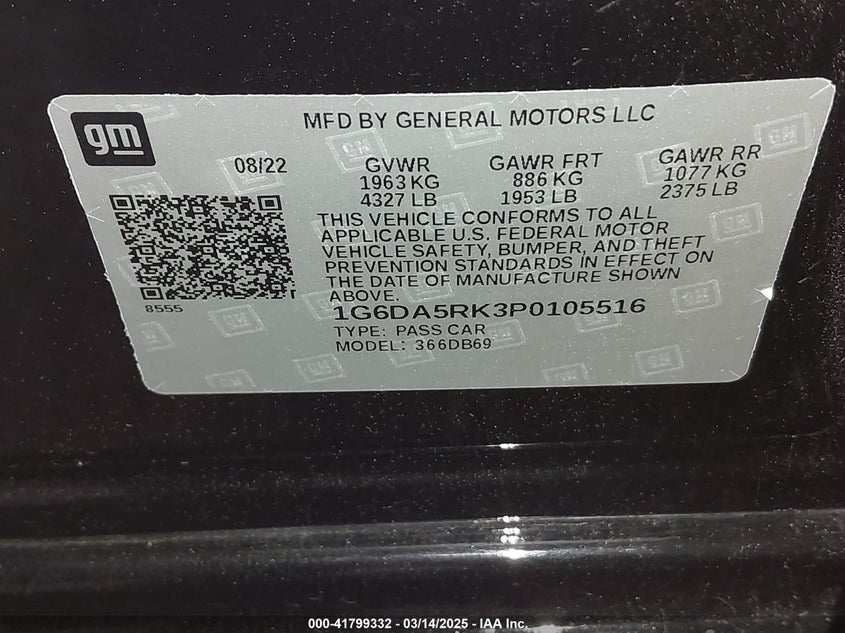 gm
MFD BY GENERAL MOTORS LLC
08/22
GVWR
1963 KG
4327 LB
GAWR FRT
886 KG
1953 LB
GAWR RR
1077 KG
2375 LB
THIS VEHICLE CONFORMS TO ALL
APPLICABLE U.S. FEDERAL MOTOR
VEHICLE SAFETY, BUMPER, AND THEFT
PREVENTION STANDARDS IN EFFECT ON
THE DATE OF MANUFACTURE SHOWN
ABOVE.
8555
1G6DA5RK3P0105516
TYPE: PASS CAR
MODEL: 366DB69
000-41799332 - 03/14/2025 - IAA Inc.